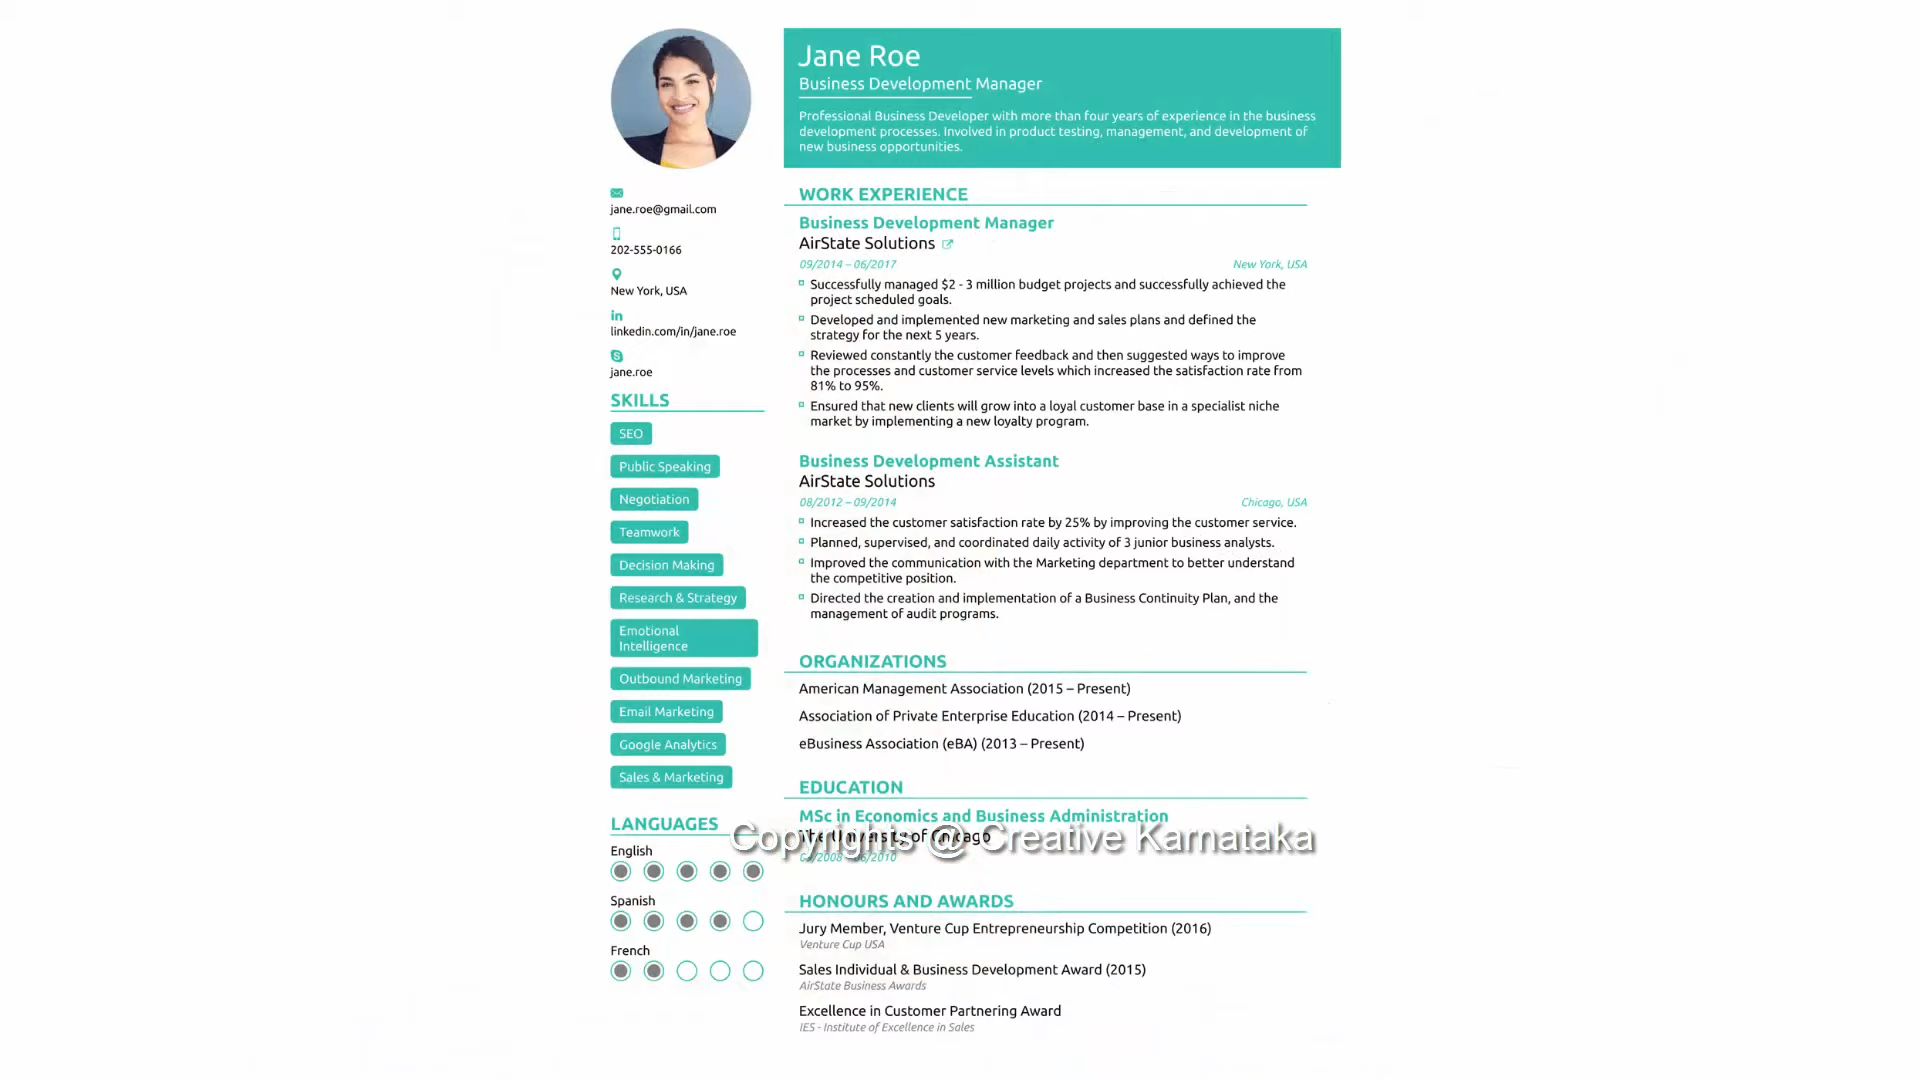 Jane Roe
Business Development Manager
Professional Business Developer with more than four years of experience in the business
development processes. Involved in product testing, management, and development of
new business opportunities.
jane.roe@gmail.com
202-555-0166
New York, USA
linkedin.com/in/jane.roe
jane.roe
SKILLS
SEO
Public Speaking
Negotiation
Teamwork
Decision Making
Research & Strategy
Emotional
Intelligence
Outbound Marketing
Email Marketing
Google Analytics
Sales & Marketing
LANGUAGES
English
Spanish
French
WORK EXPERIENCE
Business Development Manager
AirState Solutions
09/2014 – 06/2017
New York, USA
Successfully managed $2 - 3 million budget projects and successfully achieved the
project scheduled goals.
Developed and implemented new marketing and sales plans and defined the
strategy for the next 5 years.
Reviewed constantly the customer feedback and then suggested ways to improve
the processes and customer service levels which increased the satisfaction rate from
81% to 95%.
Ensured that new clients will grow into a loyal customer base in a specialist niche
market by implementing a new loyalty program.
Business Development Assistant
AirState Solutions
08/2012 – 09/2014
Chicago, USA
Increased the customer satisfaction rate by 25% by improving the customer service.
Planned, supervised, and coordinated daily activity of 3 junior business analysts.
Improved the communication with the Marketing department to better understand
the competitive position.
Directed the creation and implementation of a Business Continuity Plan, and the
management of audit programs.
ORGANIZATIONS
American Management Association (2015 – Present)
Association of Private Enterprise Education (2014 – Present)
eBusiness Association (eBA) (2013 – Present)
EDUCATION
MSc in Economics and Business Administration
The University of Chicago
Copyrights @ Creative Karnataka
HONOURS AND AWARDS
Jury Member, Venture Cup Entrepreneurship Competition (2016)
Venture Cup USA
Sales Individual & Business Development Award (2015)
AirState Business Awards
Excellence in Customer Partnering Award
IES - Institute of Excellence in Sales